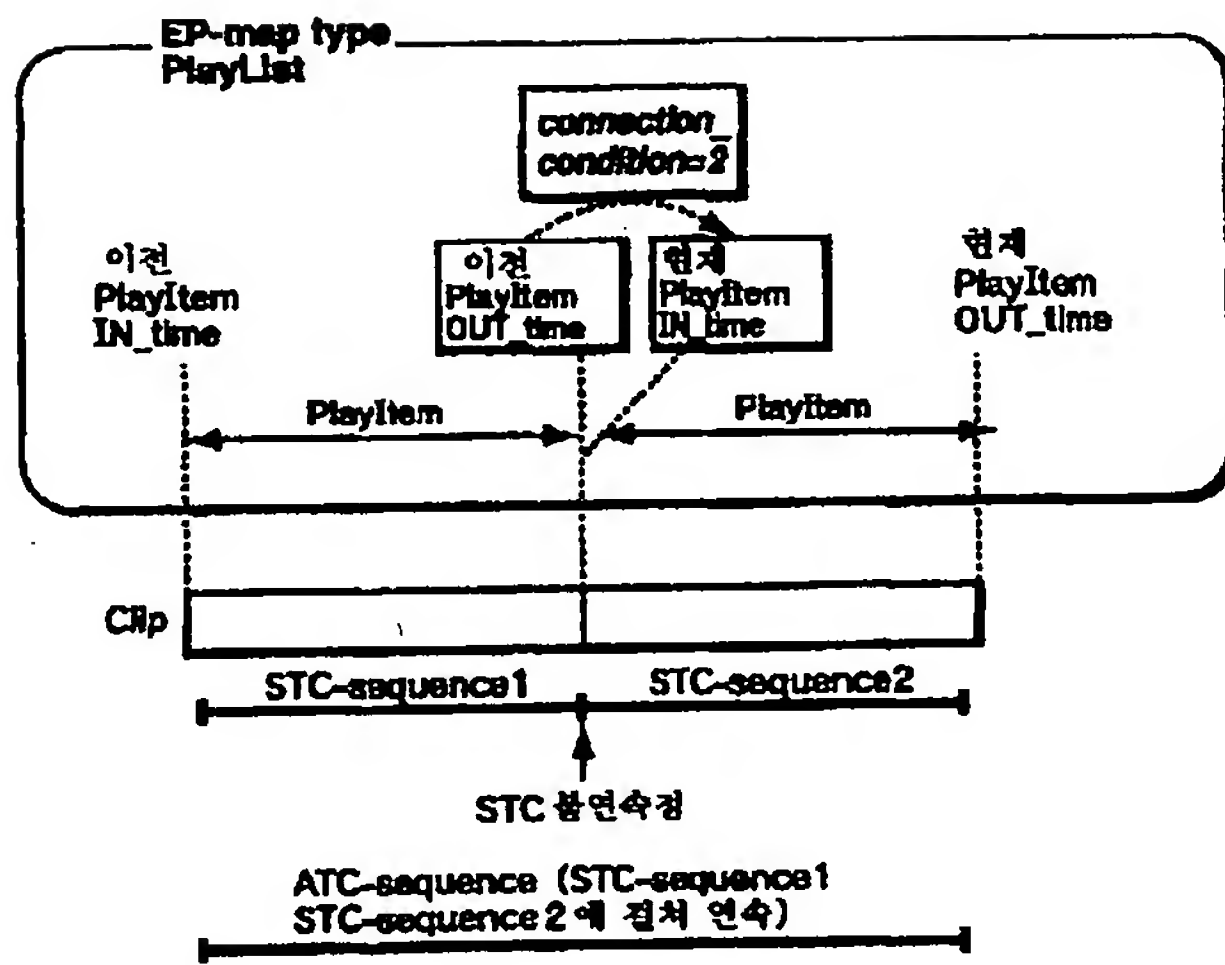 EP-map type
PlayList
connection_
condition=2
이전
PlayItem
IN_time
이전
PlayItem
OUT_time
현재
PlayItem
IN_time
현재
PlayItem
OUT_time
PlayItem
PlayItem
Clip
STC-sequence1
STC-sequence2
STC 불연속점
ATC-sequence (STC-sequence1
STC-sequence2에 걸쳐 연속)